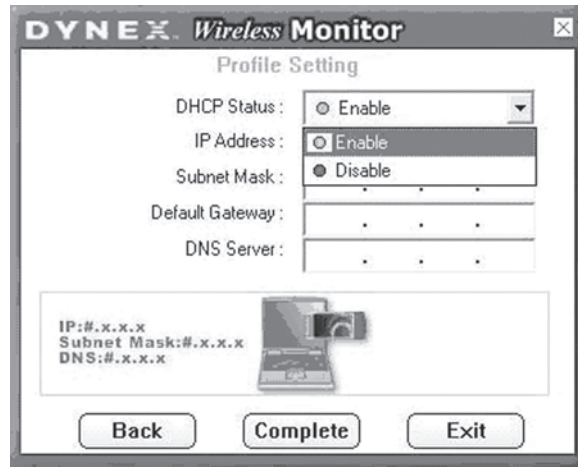 DYNEX Wireless Monitor
Profile Setting
DHCP Status : Enable
IP Address : Enable
Disable
Subnet Mask : . . .
Default Gateway : . . .
DNS Server : . . .
IP:#.x.x.x
Subnet Mask:#.x.x.x
DNS:#.x.x.x
Back Complete Exit